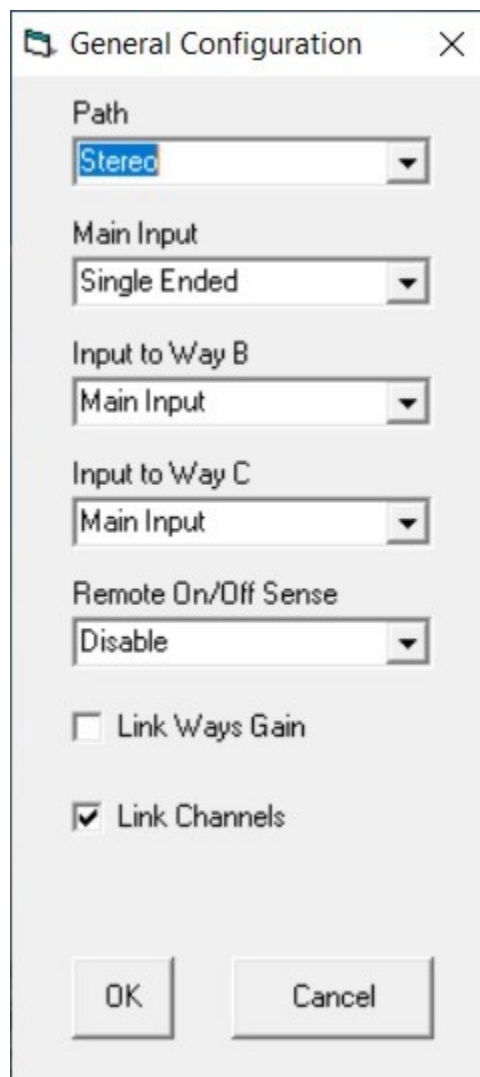 General Configuration
Path
Stereo
Main Input
Single Ended
Input to Way B
Main Input
Input to Way C
Main Input
Remote On/Off Sense
Disable
Link Ways Gain
Link Channels
OK Cancel